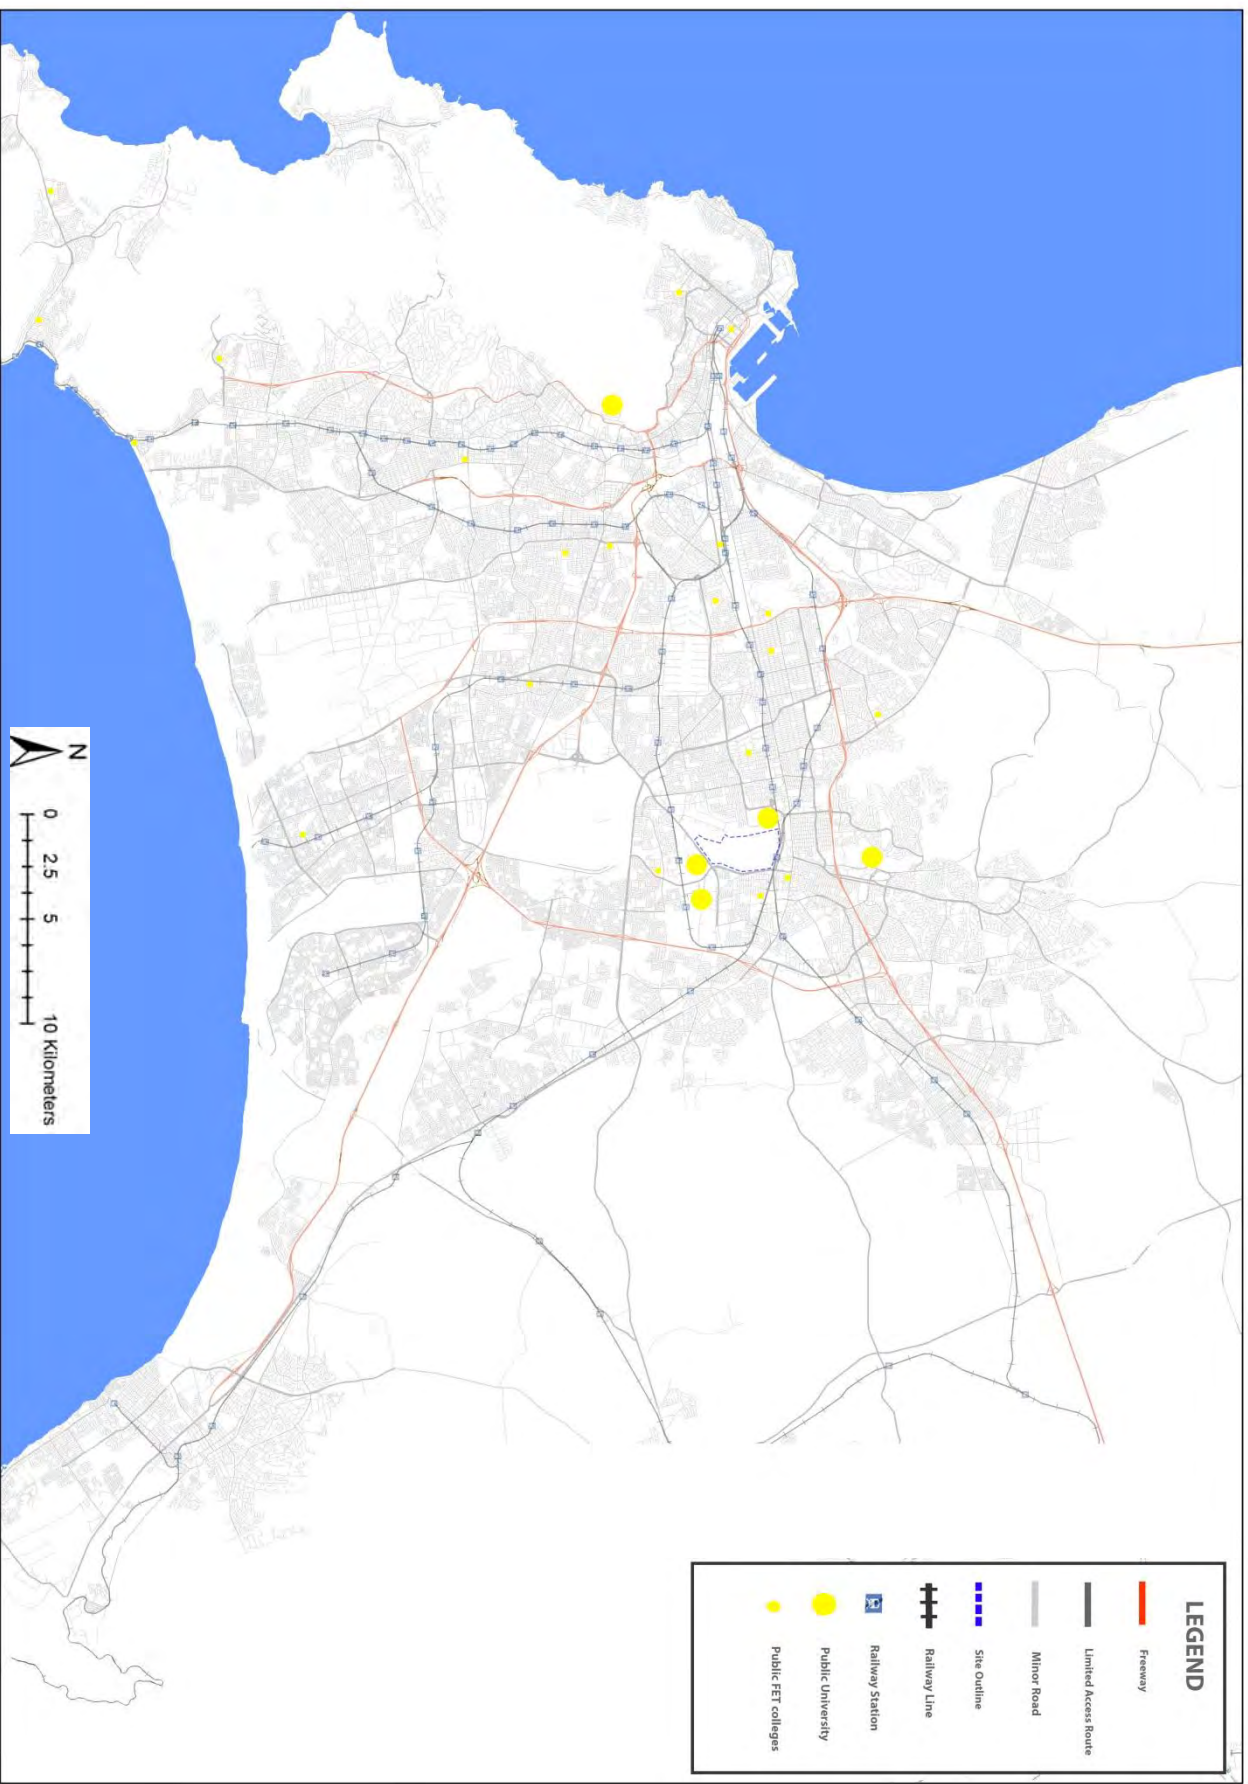 LEGEND
Freeway
Limited Access Route
Minor Road
Site Outline
Railway Line
Railway Station
Public University
Public FET colleges
N
0 2.5 5 10 Kilometers